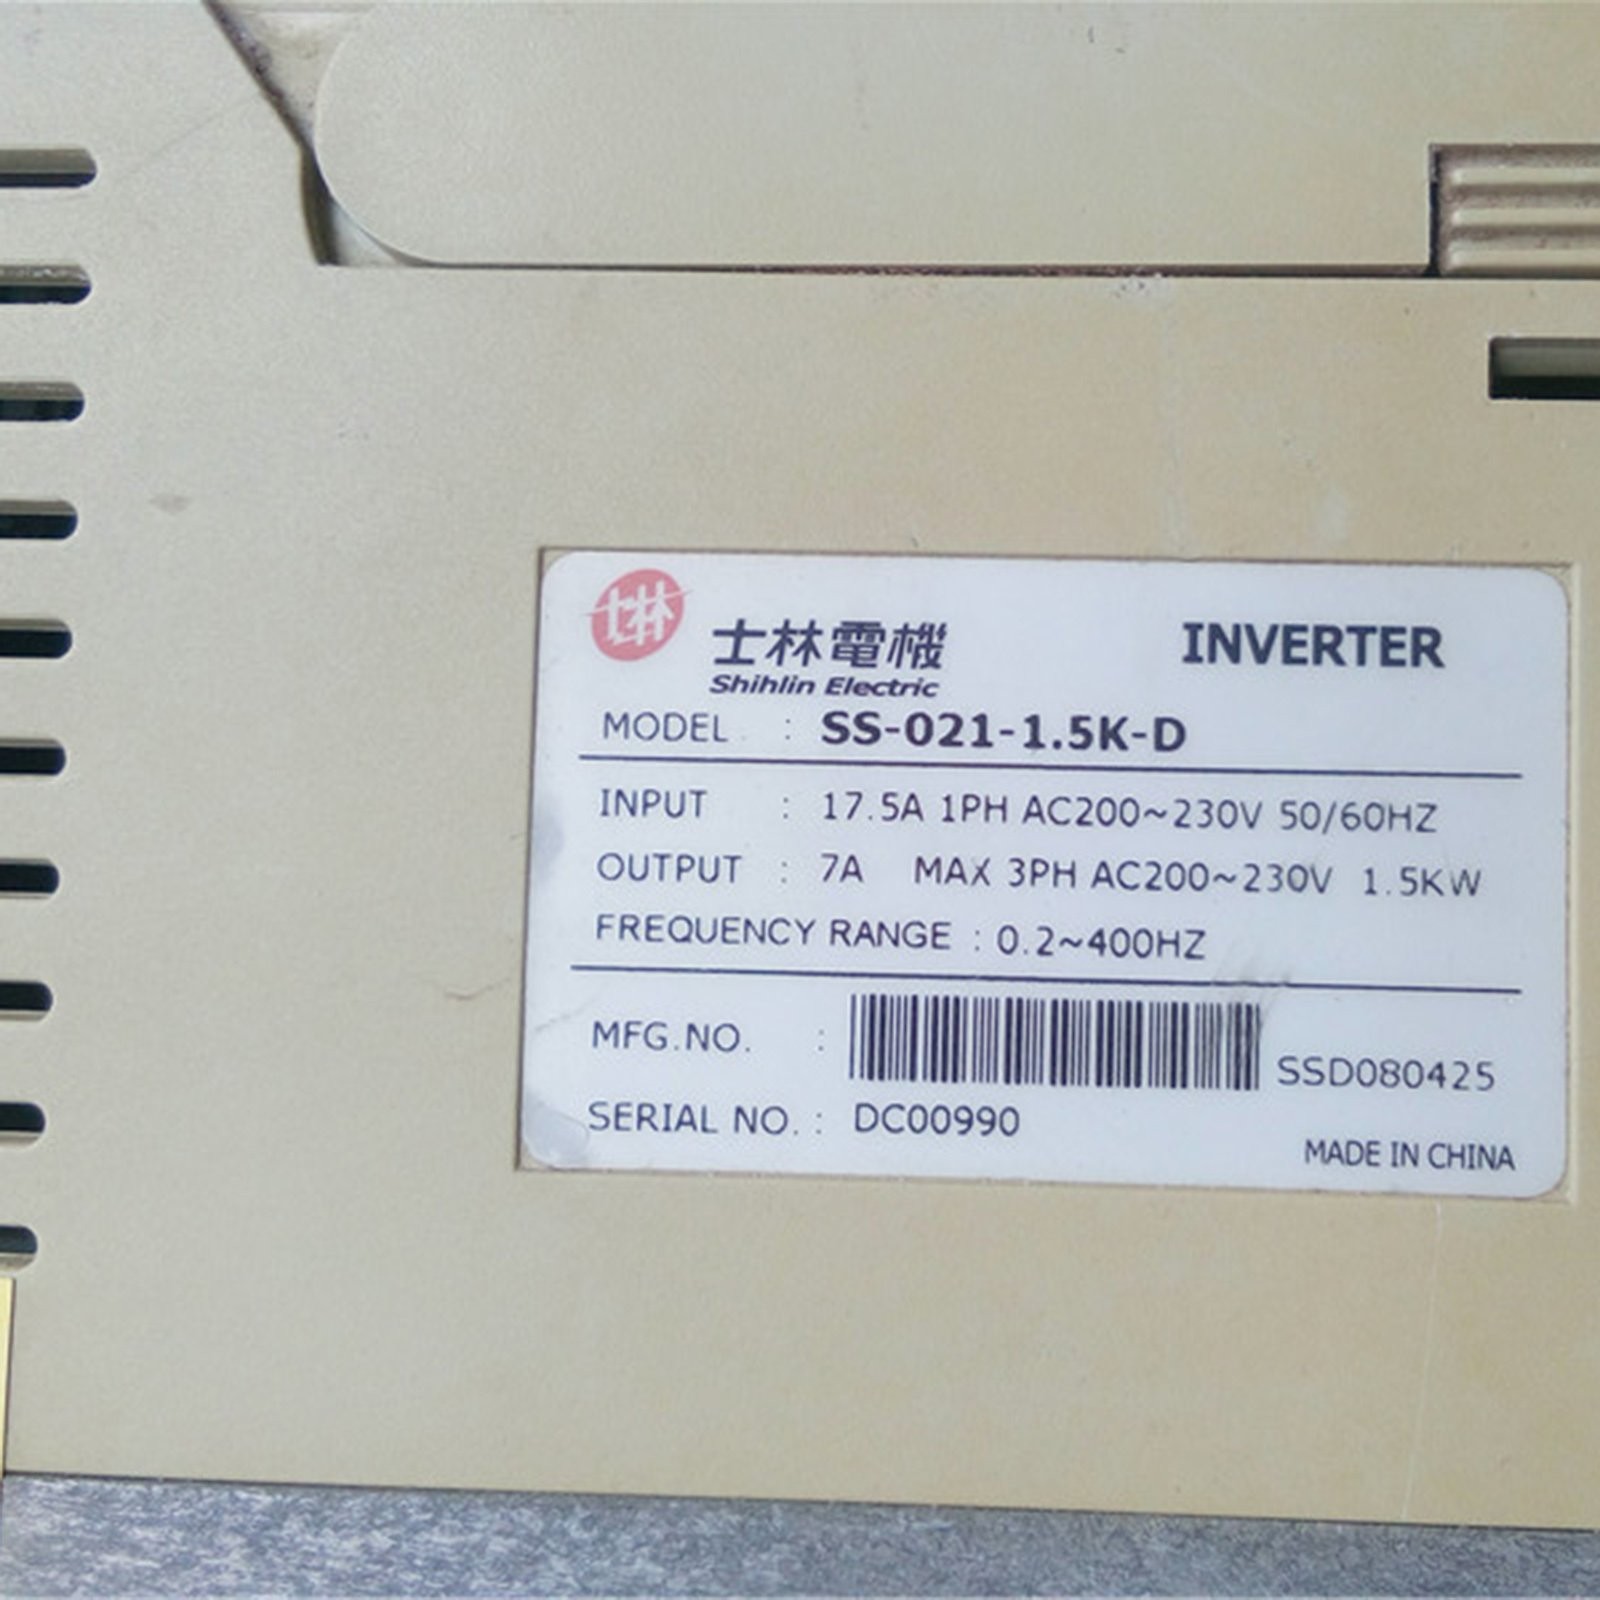 士林電機
INVERTER
Shihlin Electric
MODEL : SS-021-1.5K-D
INPUT : 17.5A 1PH AC200~230V 50/60HZ
OUTPUT : 7A MAX 3PH AC200~230V 1.5KW
FREQUENCY RANGE : 0.2~400HZ
MFG.NO. : SSD080425
SERIAL NO. : DC00990
MADE IN CHINA